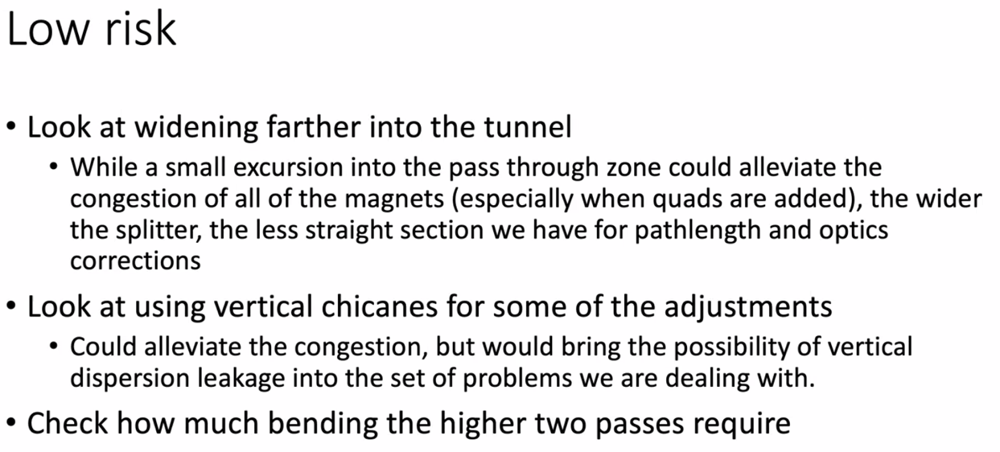 Low risk
• Look at widening farther into the tunnel
• While a small excursion into the pass through zone could alleviate the
congestion of all of the magnets (especially when quads are added), the wider
the splitter, the less straight section we have for pathlength and optics
corrections
• Look at using vertical chicanes for some of the adjustments
• Could alleviate the congestion, but would bring the possibility of vertical
dispersion leakage into the set of problems we are dealing with.
• Check how much bending the higher two passes require